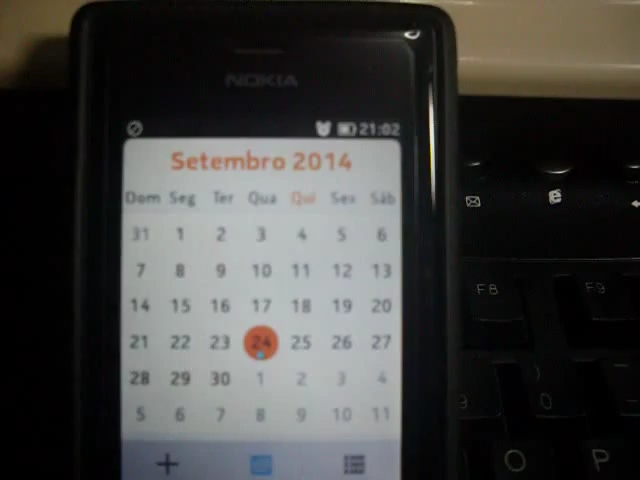 NOKIA
21:02
Setembro 2014
Dom Seg Ter Qua Qui Sex Sáb
31 1 2 3 4 5 6
7 8 9 10 11 12 13
14 15 16 17 18 19 20
21 22 23 24 25 26 27
28 29 30 1 2 3 4
5 6 7 8 9 10 11
F8 F9
) 
9 0
O P